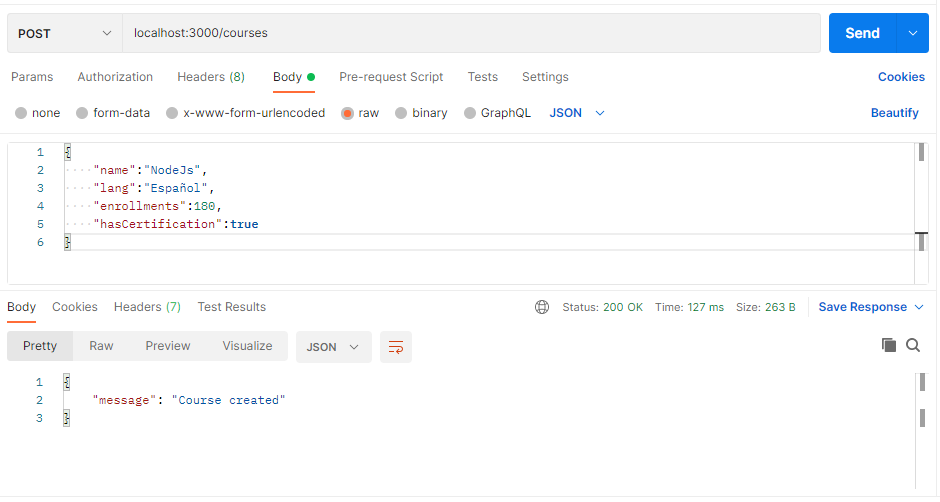 POST localhost:3000/courses Send
Params Authorization Headers (8) Body Pre-request Script Tests Settings Cookies
none form-data x-www-form-urlencoded raw binary GraphQL JSON Beautify
1 {
2 "name":"NodeJs",
3 "lang":"Español",
4 "enrollments":180,
5 "hasCertification":true
6 }
Body Cookies Headers (7) Test Results Status: 200 OK Time: 127 ms Size: 263 B Save Response
Pretty Raw Preview Visualize JSON
1 {
2 "message": "Course created"
3 }